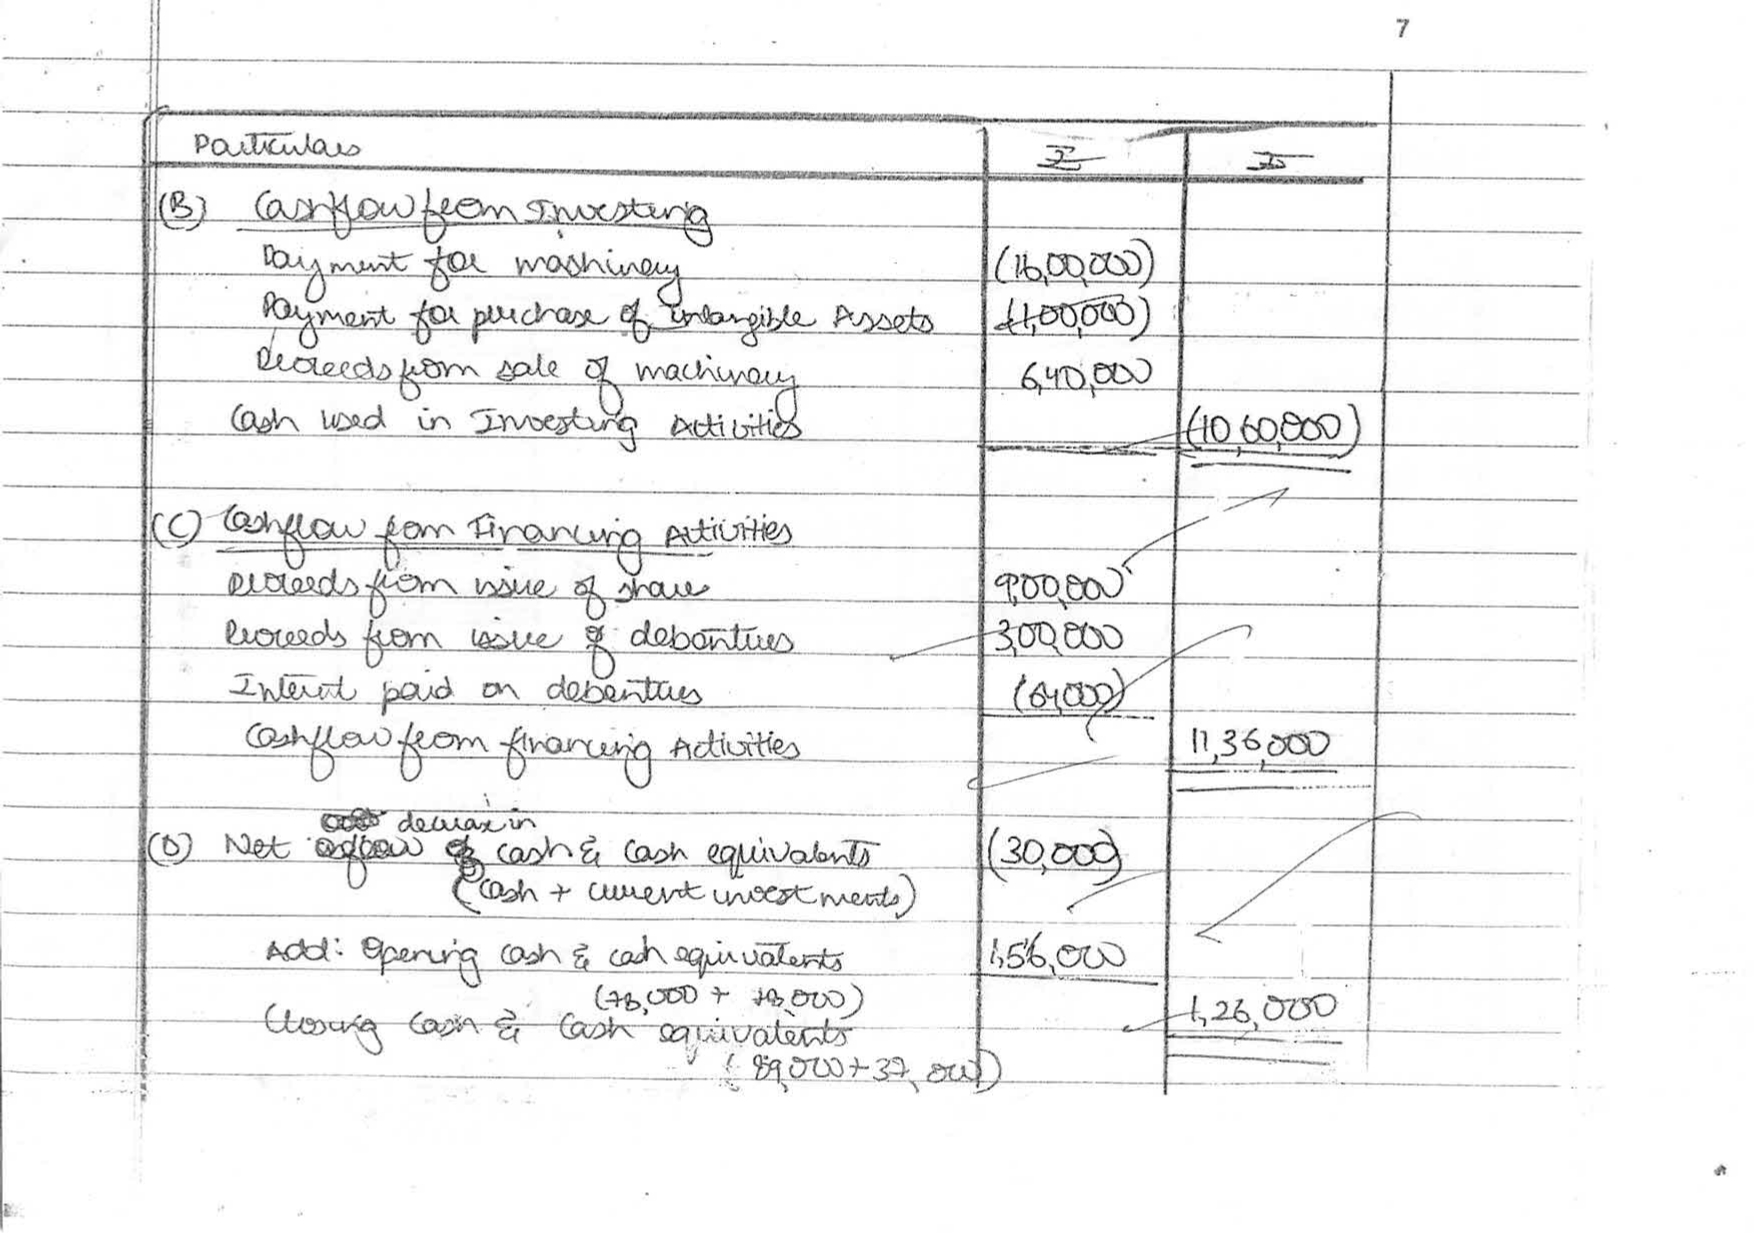 7
Particulars ₹ ₹
(B) Cashflow from Investing
Payment for machinery (16,00,000)
Payment for purchase of Intangible Assets (1,00,000)
Proceeds from sale of machinery 6,40,000
Cash used in Investing Activities (10,60,000)
(C) Cashflow from Financing Activities
Proceeds from issue of share 9,00,000
Proceeds from issue of debentures 3,00,000
Interest paid on debentures (64,000)
Cashflow from financing Activities 11,36,000
decrease in
(D) Net cash & cash equivalents (30,000)
(cash + current investments)
Add: Opening cash & cash equivalents 1,56,000
(78,000 + 78,000)
Closing Cash & Cash equivalents 1,26,000
(89,000 + 37,000)